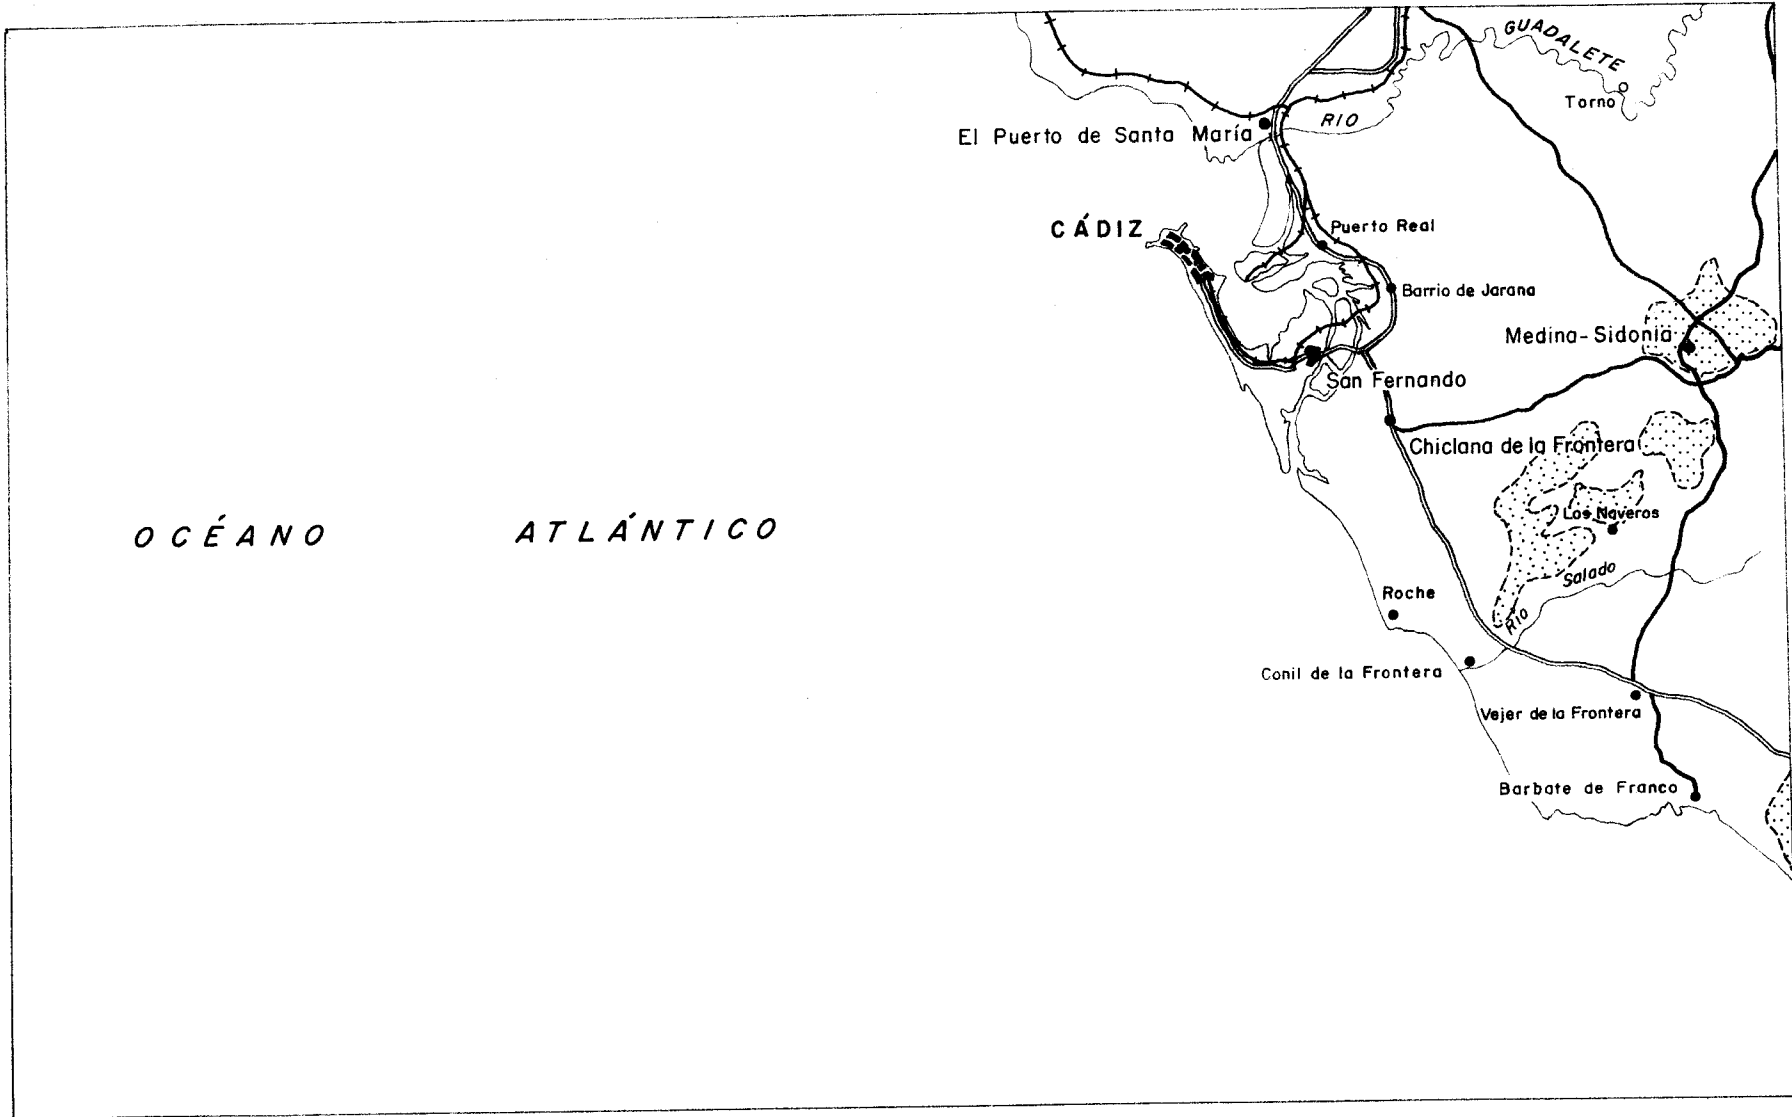 GUADALETE
Torno
RIO
El Puerto de Santa María
CÁDIZ
Puerto Real
Barrio de Jarana
Medina-Sidonia
San Fernando
Chiclana de la Frontera
Los Naveros
OCÉANO ATLÁNTICO
Salado
Roche
RIO
Conil de la Frontera
Vejer de la Frontera
Barbate de Franco